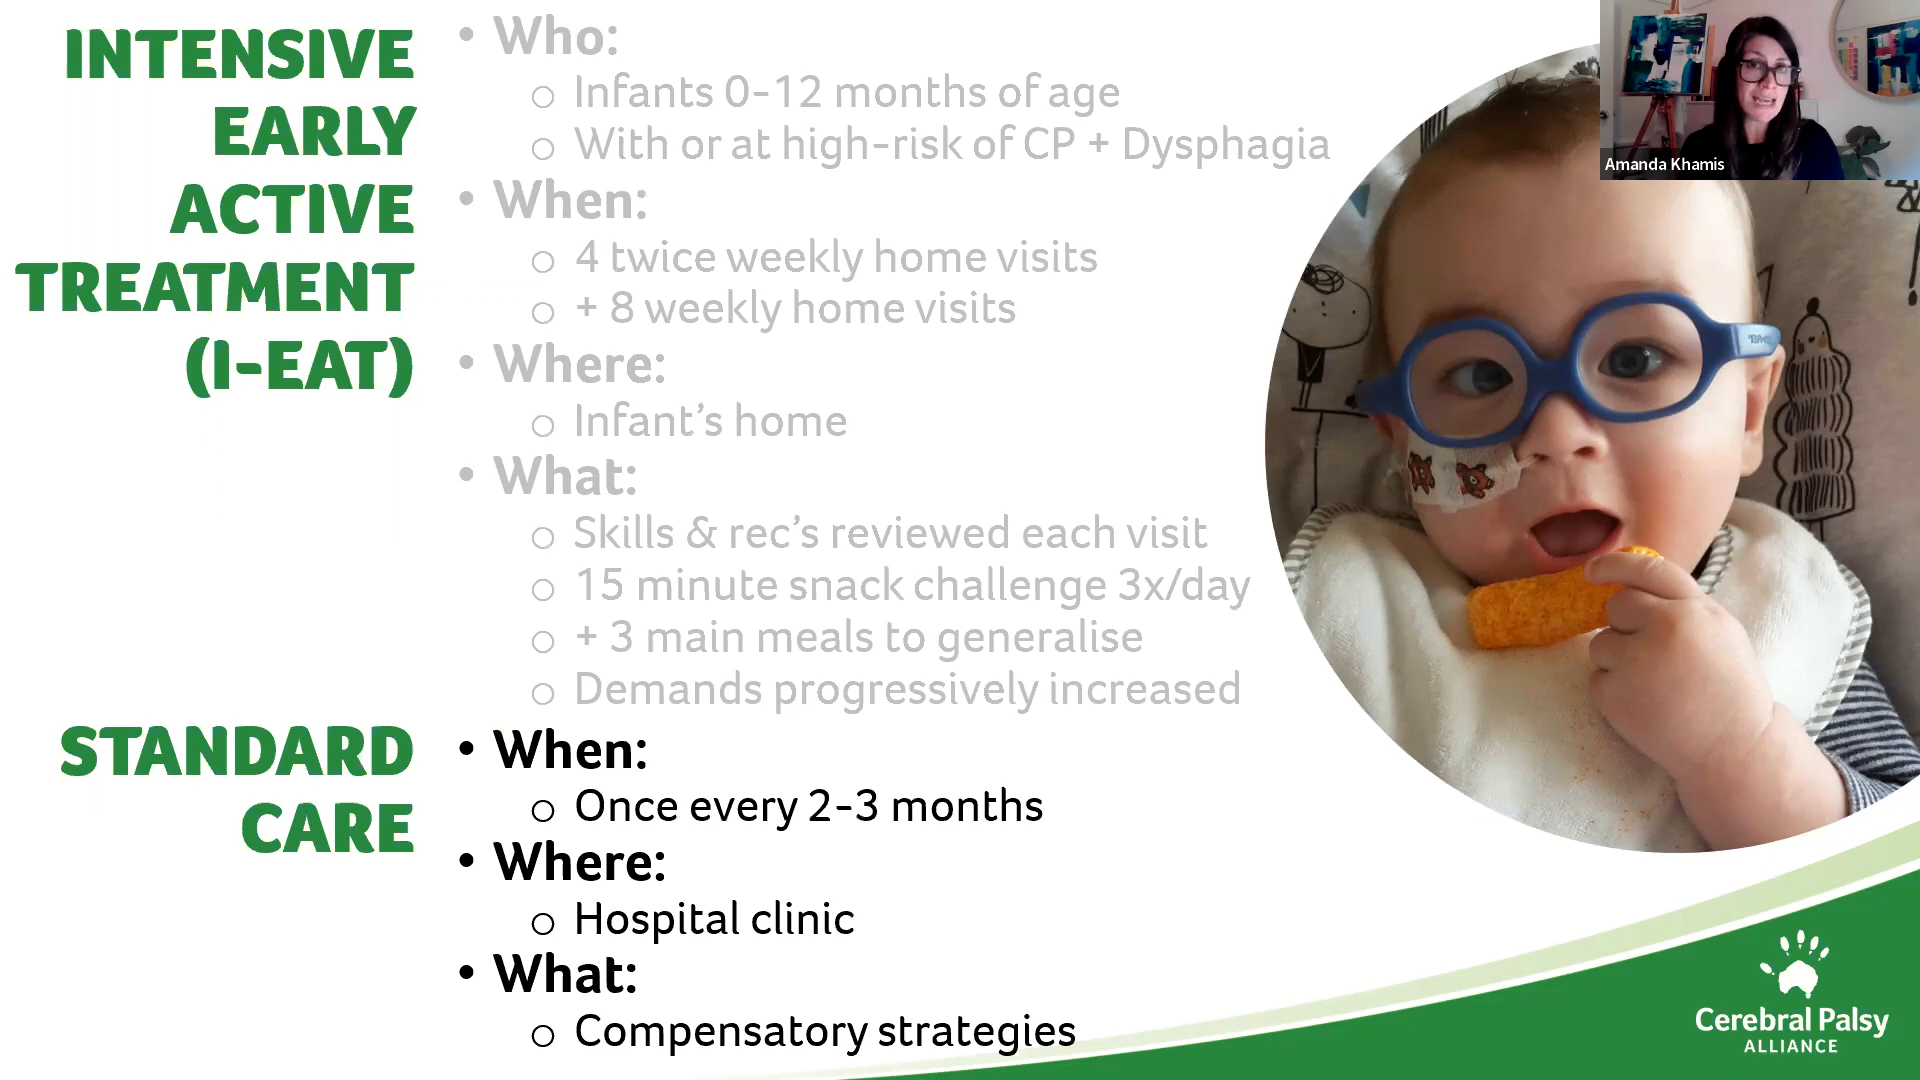 INTENSIVE
EARLY
ACTIVE
TREATMENT
(I-EAT)
• Who:
o Infants 0-12 months of age
o With or at high-risk of CP + Dysphagia
• When:
o 4 twice weekly home visits
o + 8 weekly home visits
• Where:
o Infant's home
• What:
o Skills & rec's reviewed each visit
o 15 minute snack challenge 3x/day
o + 3 main meals to generalise
o Demands progressively increased
STANDARD
CARE
• When:
o Once every 2-3 months
• Where:
o Hospital clinic
• What:
o Compensatory strategies
Amanda Khamis
Cerebral Palsy
ALLIANCE